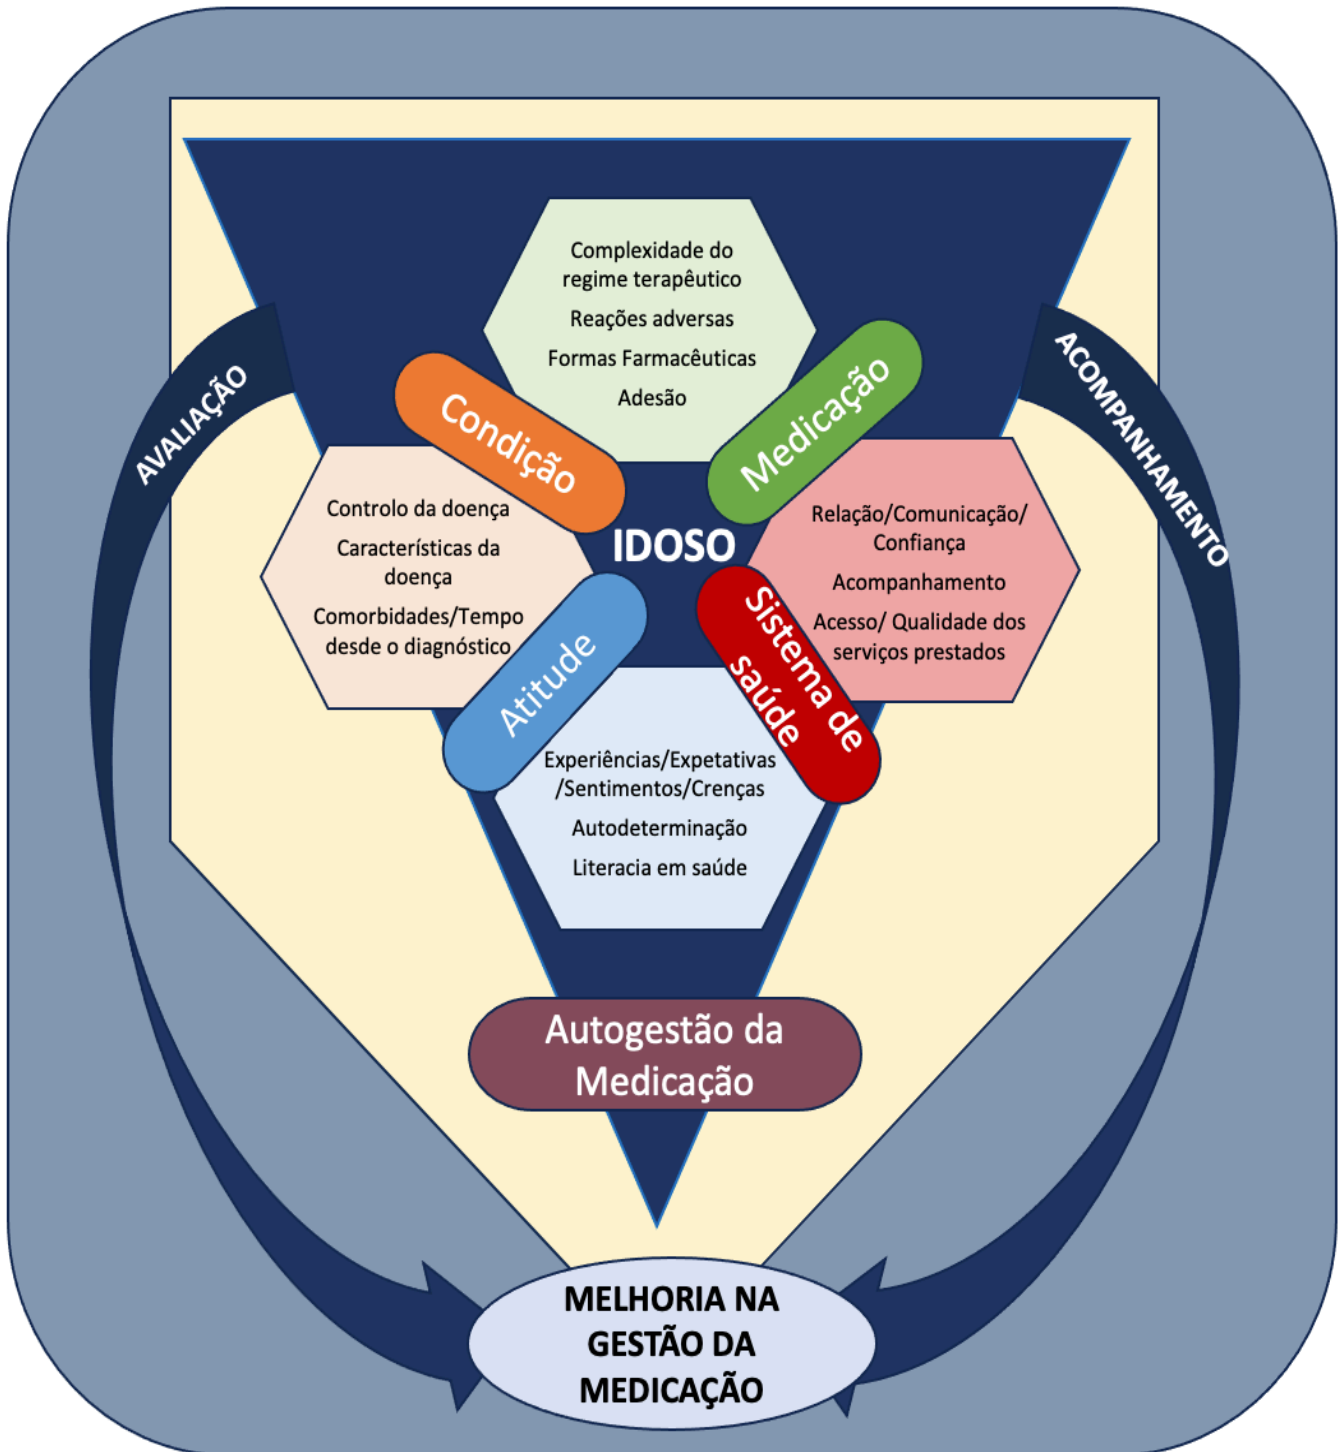 Complexidade do
regime terapêutico
Reações adversas
Formas Farmacêuticas
Adesão
Condição
Medicação
AVALIAÇÃO
ACOMPANHAMENTO
Controlo da doença
Características da
doença
Comorbidades/Tempo
desde o diagnóstico
IDOSO
Relação/Comunicação/
Confiança
Acompanhamento
Acesso/ Qualidade dos
serviços prestados
Atitude
Sistema de
saúde
Experiências/Expetativas
/Sentimentos/Crenças
Autodeterminação
Literacia em saúde
Autogestão da
Medicação
MELHORIA NA
GESTÃO DA
MEDICAÇÃO